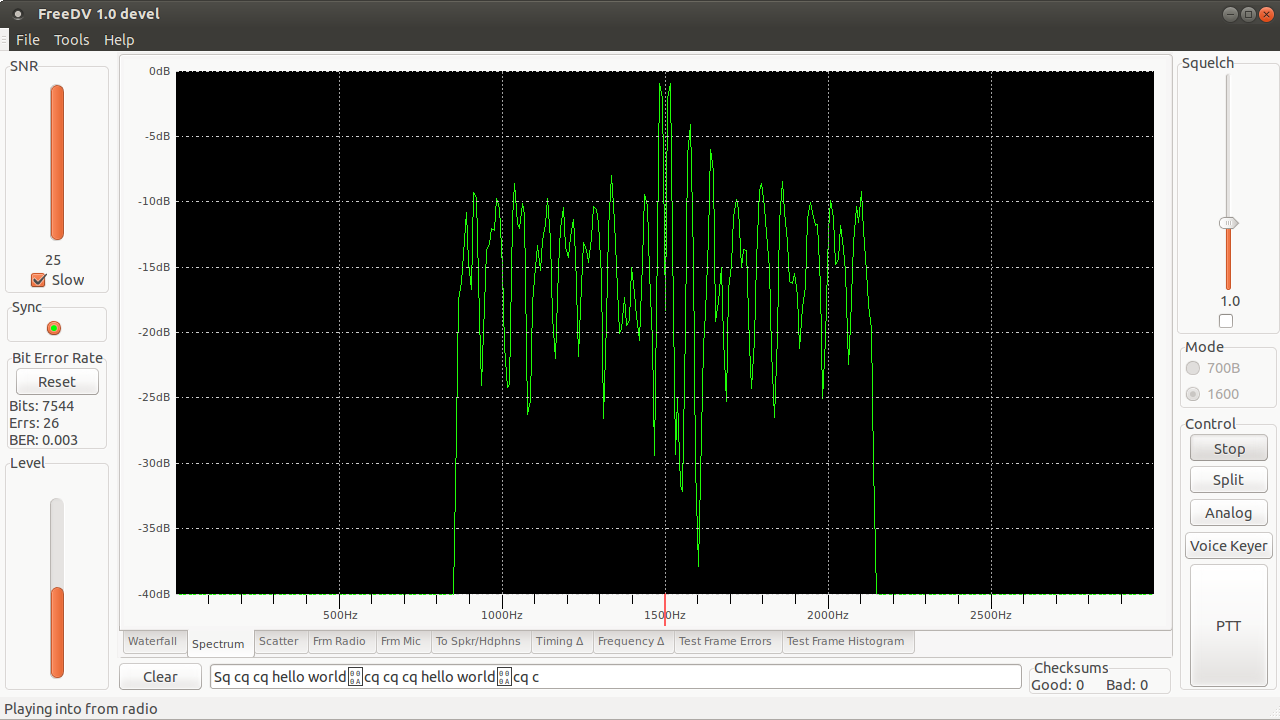 FreeDV 1.0 devel
File Tools Help
SNR
25
Slow
Sync
Bit Error Rate
Reset
Bits: 7544
Errs: 26
BER: 0.003
Level
0dB
-5dB
-10dB
-15dB
-20dB
-25dB
-30dB
-35dB
-40dB
500Hz 1000Hz 1500Hz 2000Hz 2500Hz
Waterfall Spectrum Scatter Frm Radio Frm Mic To Spkr/Hdphns Timing Δ Frequency Δ Test Frame Errors Test Frame Histogram
Clear
Sq cq cq hello world 000A cq cq cq hello world 000A cq c
Checksums
Good: 0 Bad: 0
Squelch
1.0
Mode
700B
1600
Control
Stop
Split
Analog
Voice Keyer
PTT
Playing into from radio